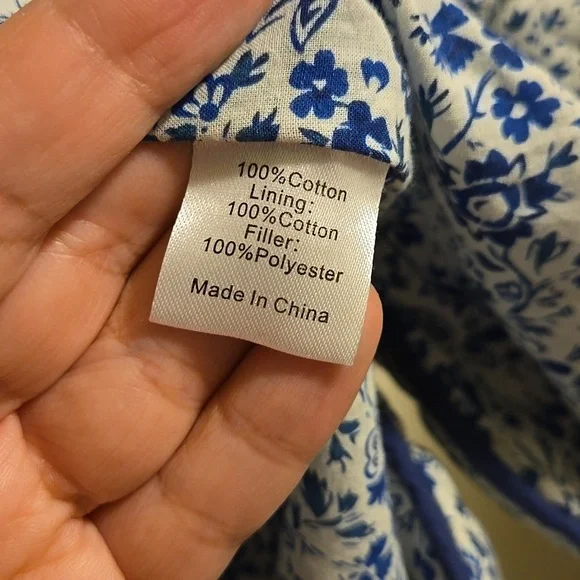 100%Cotton
Lining:
100%Cotton
Filler:
100%Polyester
Made In China